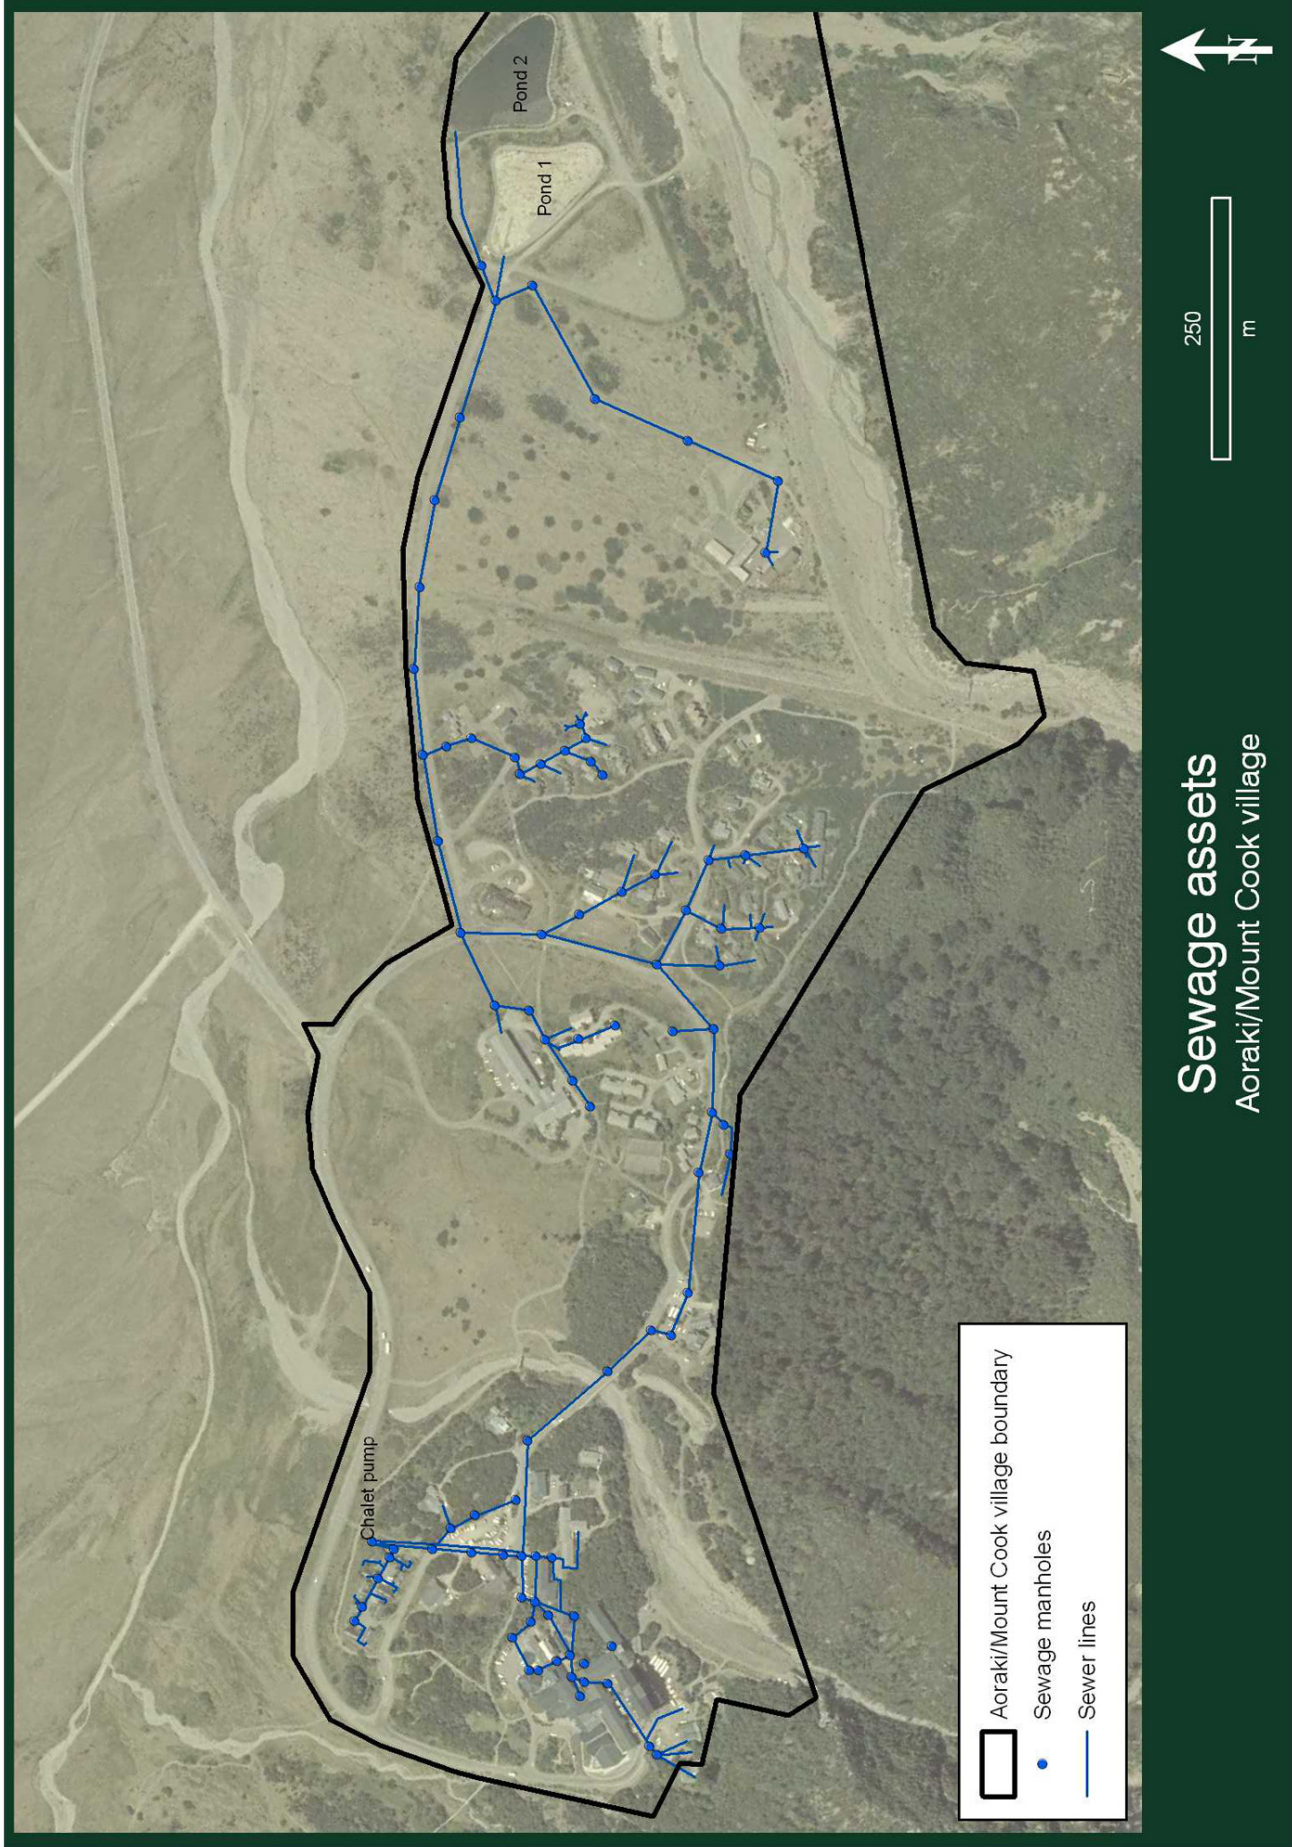 Sewage assets
Aoraki/Mount Cook village
N
250
m
Pond 2
Pond 1
Chalet pump
Aoraki/Mount Cook village boundary
Sewage manholes
Sewer lines